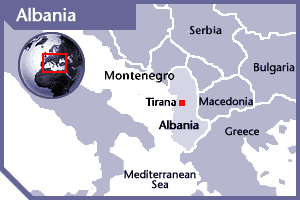 Albania
Serbia
Bulgaria
Montenegro
Tirana
Macedonia
Albania
Greece
Mediterranean
Sea